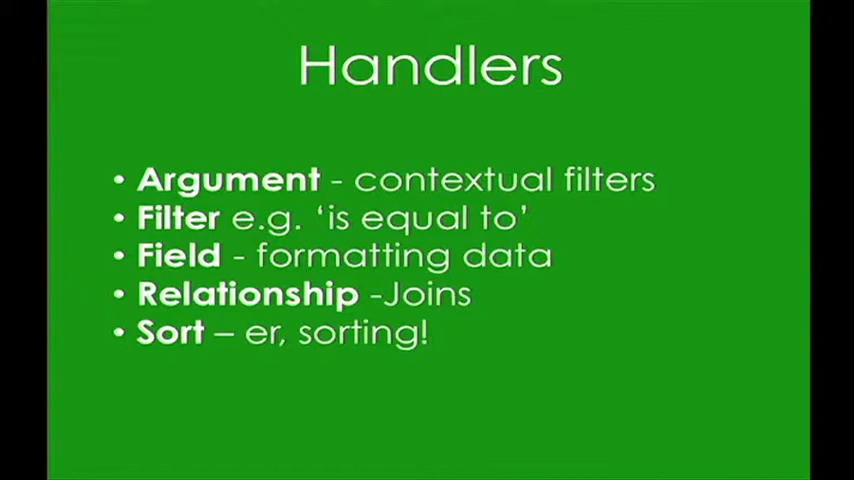 Handlers
• Argument - contextual filters
• Filter e.g. ‘is equal to’
• Field - formatting data
• Relationship -Joins
• Sort – er, sorting!